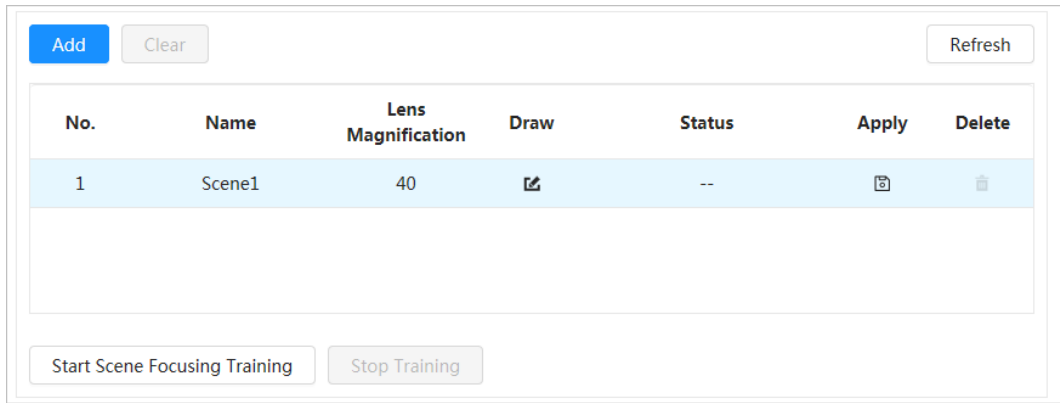 Add Clear Refresh
No. Name Lens Magnification Draw Status Apply Delete
1 Scene1 40 --
Start Scene Focusing Training Stop Training